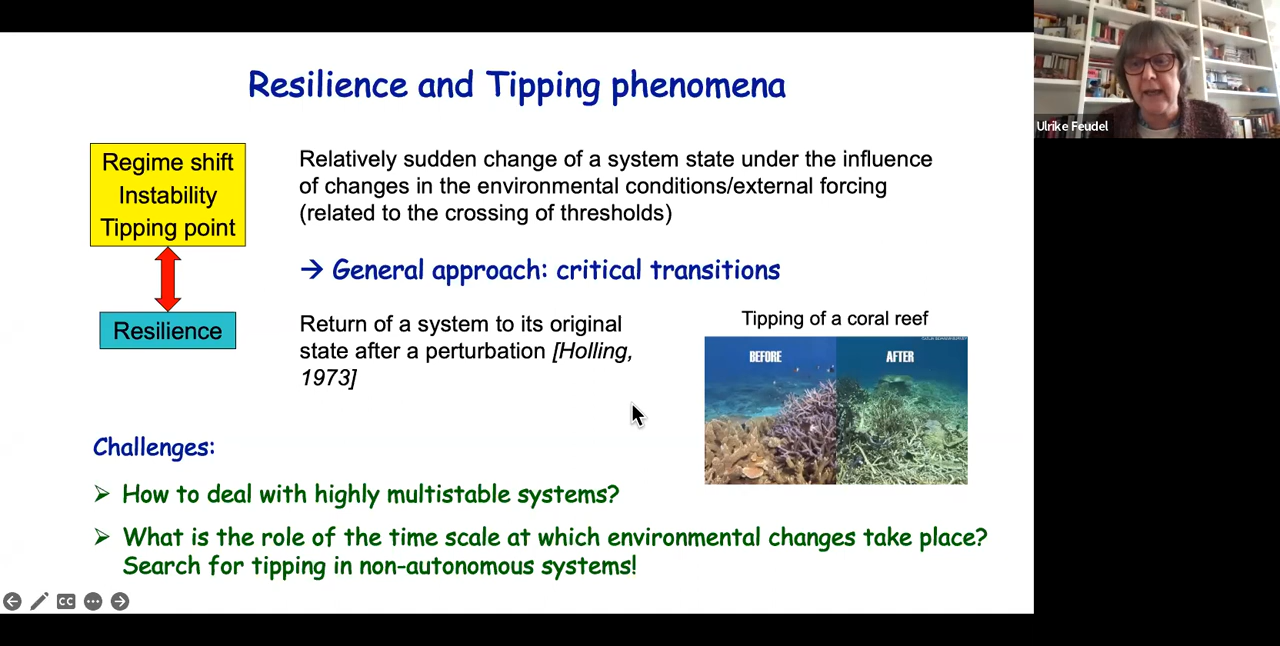 Resilience and Tipping phenomena
Ulrike Feudel
Regime shift
Instability
Tipping point
Relatively sudden change of a system state under the influence
of changes in the environmental conditions/external forcing
(related to the crossing of thresholds)
→ General approach: critical transitions
Resilience
Return of a system to its original
state after a perturbation [Holling,
1973]
Tipping of a coral reef
BEFORE
AFTER
Challenges:
➢ How to deal with highly multistable systems?
➢ What is the role of the time scale at which environmental changes take place?
Search for tipping in non-autonomous systems!
CC